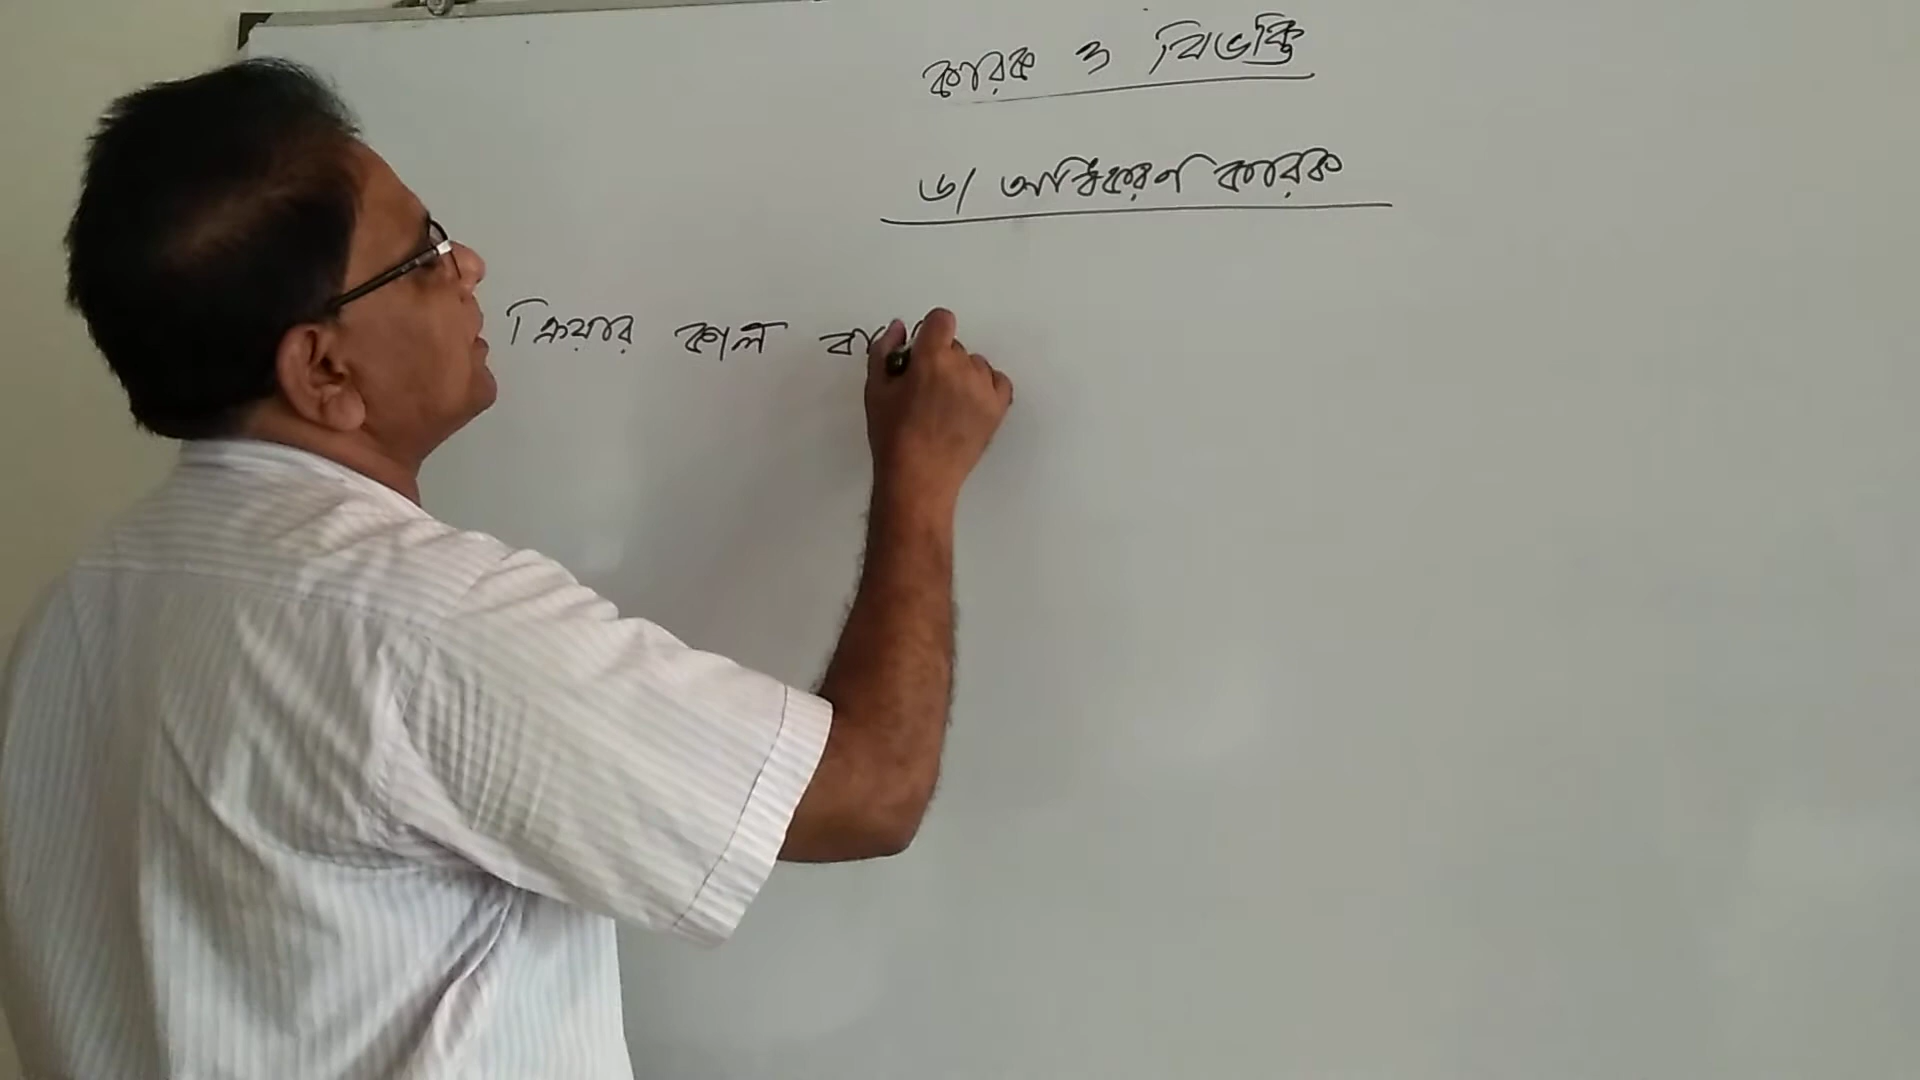 কারক ও বিভক্তি
৬/ অধিকরণ কারক
ক্রিয়ার কাল বা